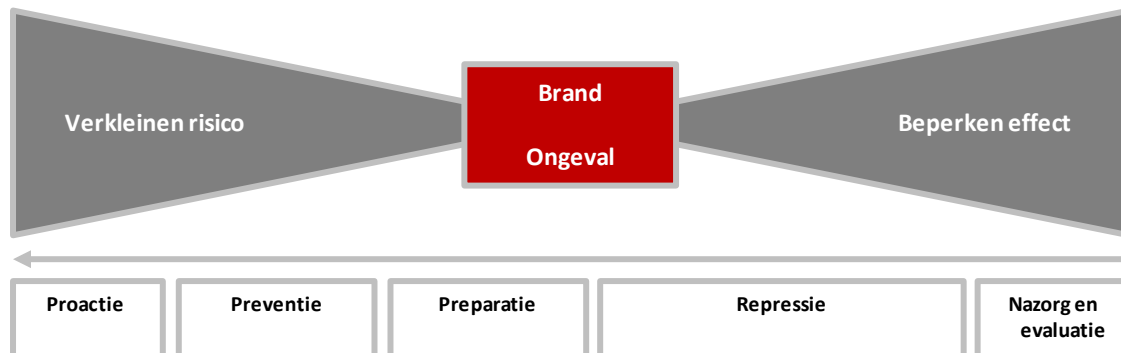 Brand
Verkleinen risico
Beperken effect
Ongeval
Proactie
Preventie
Preparatie
Repressie
Nazorg en
evaluatie